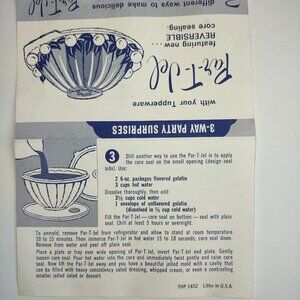 2
different ways to make delicious
Par-T-Jel
core sealing.
REVERSIBLE
featuring new...
Par-T-Jel
with your Tupperware
3-WAY PARTY SURPRISES
3
Still another way to use the Par-T-Jel is to apply
the core seal on the small opening (design seal
side). Use:
2 6-oz. packages flavored gelatin
3 cups hot water
Dissolve thoroughly, then add:
3½ cups cold water
1 envelope of unflavored gelatin
(dissolved in ½ cup cold water)
Fill the Par-T-Jel — core seal on bottom — seal with plain
seal. Chill at least 3 hours or overnight.
To unmold, remove Par-T-Jel from refrigerator and allow to stand at room temperature
10 to 15 minutes. Then immerse Par-T-Jel in hot water 15 to 18 seconds, core seal down.
Remove from water and peel off plain seal.
Place a plate or tray over wide opening of Par-T-Jel, invert Par-T-Jel and plate. Gently
loosen core seal. Pour hot water into the core and immediately twist gently and raise core
seal. Now lift the Par-T-Jel away and you have a beautiful jelled mold with a cavity that
can be filled with heavy consistency salad dressing, whipped cream, or even a contrasting
smaller jelled salad or dessert.
THP 1452 Litho in U.S.A.